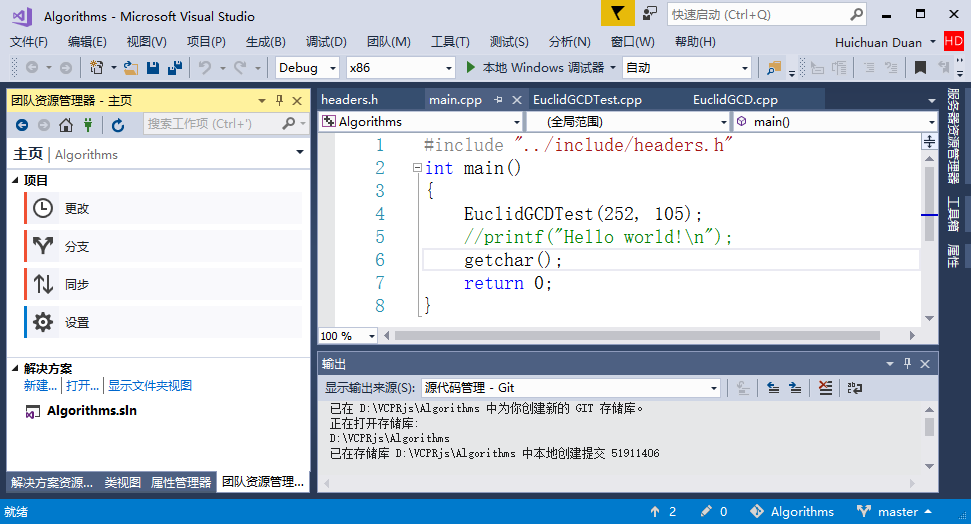 Algorithms - Microsoft Visual Studio
快速启动 (Ctrl+Q)
文件(F) 编辑(E) 视图(V) 项目(P) 生成(B) 调试(D) 团队(M) 工具(T) 测试(S) 分析(N) 窗口(W) 帮助(H) Huichuan Duan HD
Debug x86 本地 Windows 调试器 自动
团队资源管理器 - 主页
搜索工作项 (Ctrl+')
主页 | Algorithms
项目
更改
分支
同步
设置
解决方案
新建... | 打开... | 显示文件夹视图
Algorithms.sln
解决方案资源... 类视图 属性管理器 团队资源管理...
headers.h main.cpp EuclidGCDTest.cpp EuclidGCD.cpp
Algorithms (全局范围) main()
1 #include "../include/headers.h"
2 int main()
3 {
4 EuclidGCDTest(252, 105);
5 //printf("Hello world!\n");
6 getchar();
7 return 0;
8 }
100 %
输出
显示输出来源(S): 源代码管理 - Git
已在 D:\VCPRjs\Algorithms 中为你创建新的 GIT 存储库。
正在打开存储库:
D:\VCPRjs\Algorithms
已在存储库 D:\VCPRjs\Algorithms 中本地创建提交 51911406
服务器资源管理器
工具箱
属性
就绪 2 0 Algorithms master